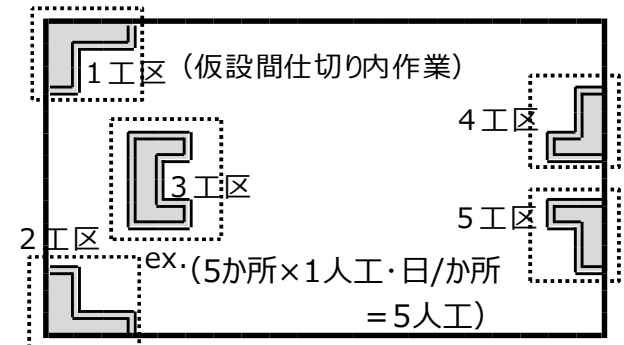 1工区（仮設間仕切り内作業）
4工区
3工区
5工区
2工区
ex.(5か所×1人工・日/か所
＝5人工）